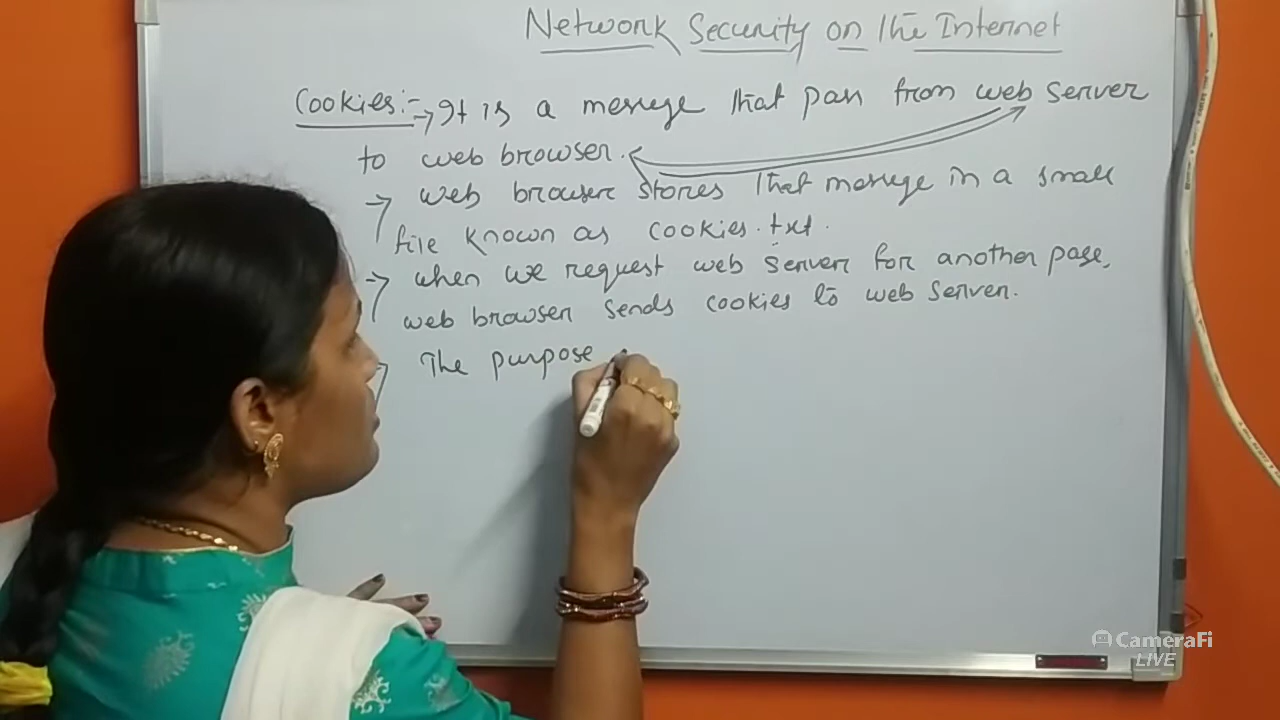 Network Security on The Internet
Cookies:- → It is a message that pass from web server
to web browser.
→ web browser stores that message in a small
file known as cookies.txt.
→ when we request web server for another page,
web browser sends cookies to web server.
→ The purpose
CameraFi
LIVE